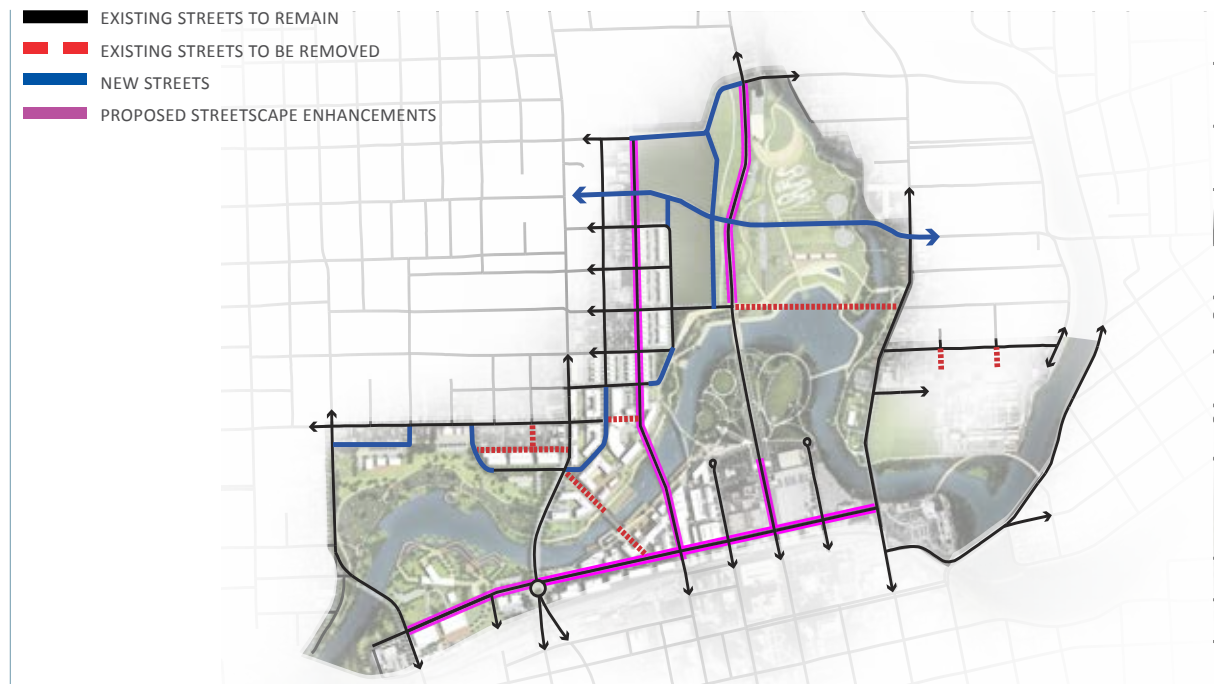 EXISTING STREETS TO REMAIN
EXISTING STREETS TO BE REMOVED
NEW STREETS
PROPOSED STREETSCAPE ENHANCEMENTS